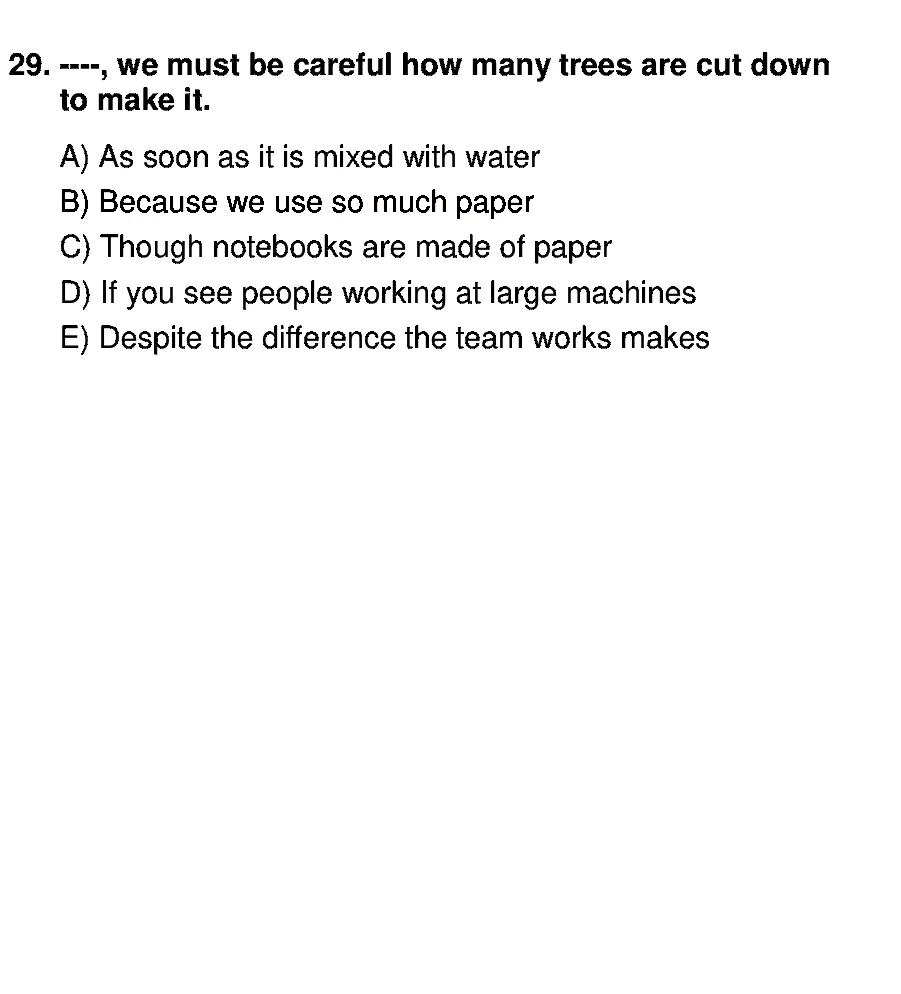 29. ----, we must be careful how many trees are cut down
to make it.
A) As soon as it is mixed with water
B) Because we use so much paper
C) Though notebooks are made of paper
D) If you see people working at large machines
E) Despite the difference the team works makes